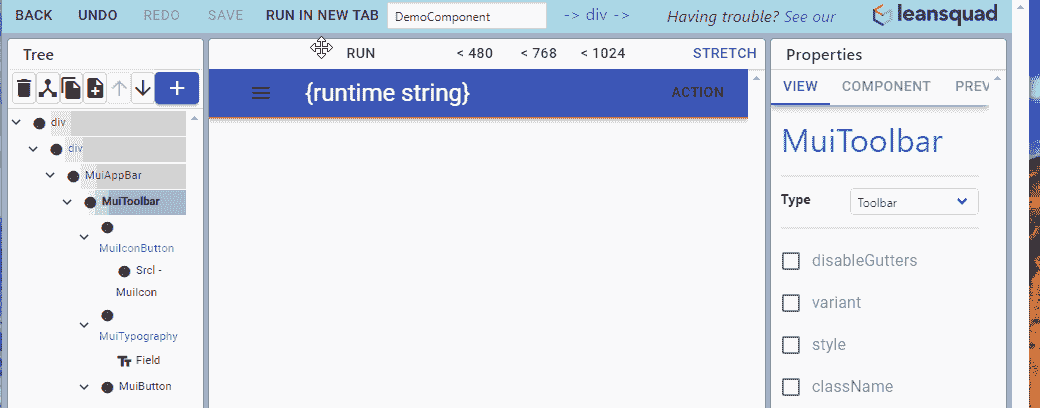 BACK UNDO REDO SAVE RUN IN NEW TAB DemoComponent -> div -> Having trouble? See our leansquad
Tree
RUN < 480 < 768 < 1024 STRETCH
Properties
VIEW COMPONENT PREV
div
div
MuiAppBar
MuiToolbar
MuiIconButton
Srcl -
MuiIcon
MuiTypography
Field
MuiButton
{runtime string} ACTION
MuiToolbar
Type Toolbar
disableGutters
variant
style
className